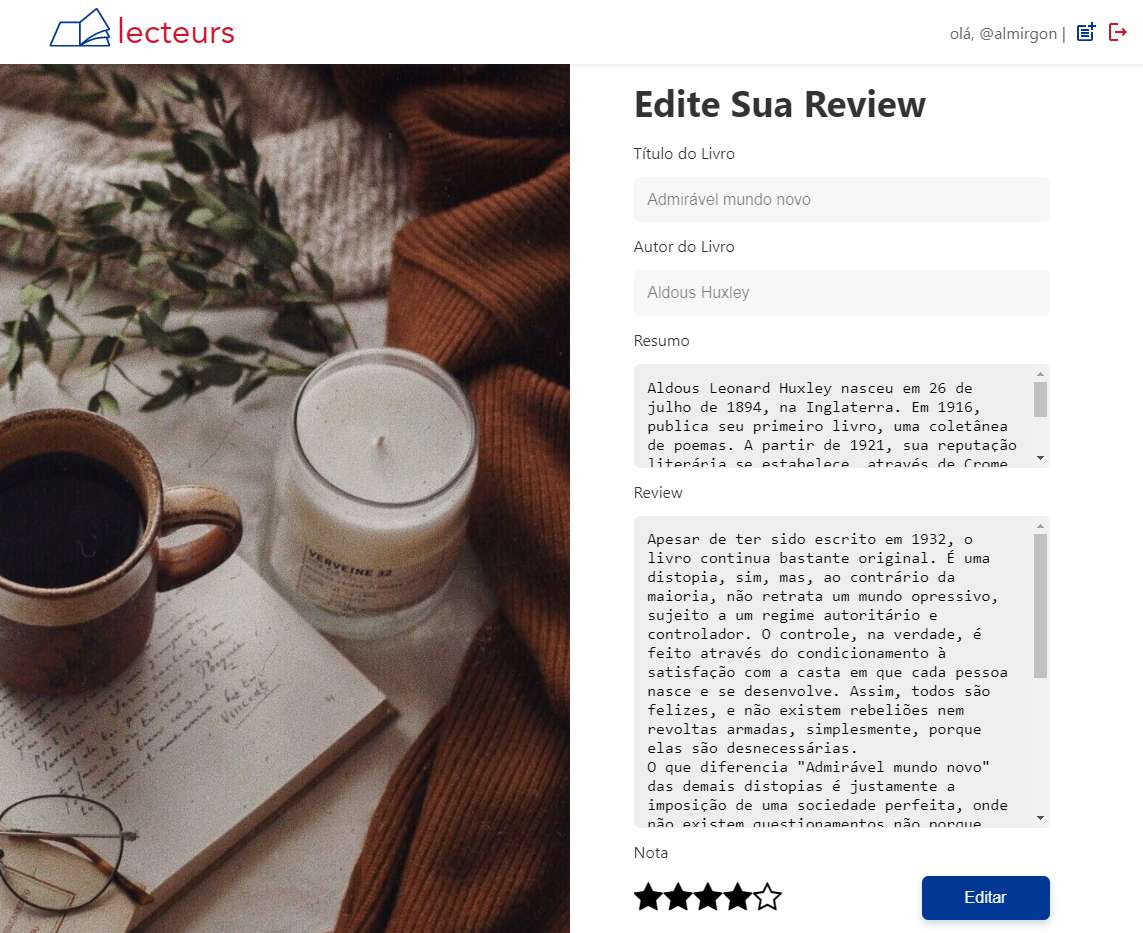 lecteurs
olá, @almirgon |
Edite Sua Review
Título do Livro
Admirável mundo novo
Autor do Livro
Aldous Huxley
Resumo
Aldous Leonard Huxley nasceu em 26 de
julho de 1894, na Inglaterra. Em 1916,
publica seu primeiro livro, uma coletânea
de poemas. A partir de 1921, sua reputação
literária se estabelece, através de Crome
Review
Apesar de ter sido escrito em 1932, o
livro continua bastante original. É uma
distopia, sim, mas, ao contrário da
maioria, não retrata um mundo opressivo,
sujeito a um regime autoritário e
controlador. O controle, na verdade, é
feito através do condicionamento à
satisfação com a casta em que cada pessoa
nasce e se desenvolve. Assim, todos são
felizes, e não existem rebeliões nem
revoltas armadas, simplesmente, porque
elas são desnecessárias.
O que diferencia "Admirável mundo novo"
das demais distopias é justamente a
imposição de uma sociedade perfeita, onde
não existem questionamentos não porque
Nota
Editar
VERVEINE 32